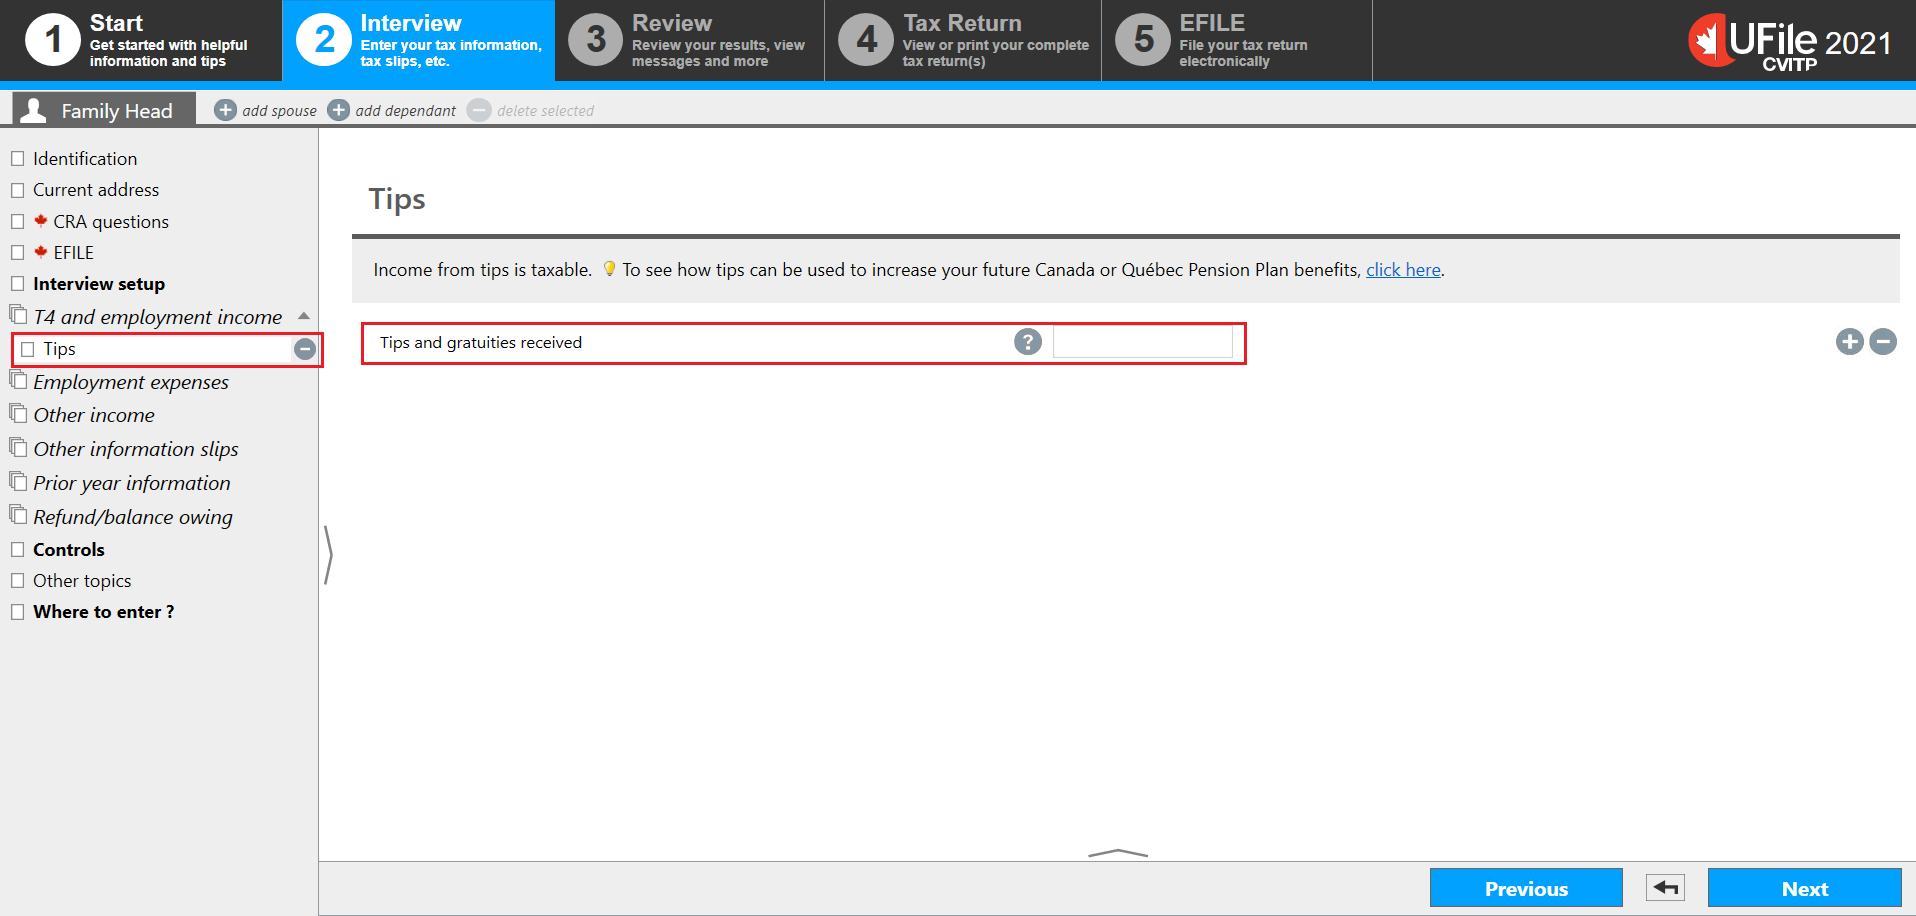 1
Start
Get started with helpful
information and tips
2
Interview
Enter your tax information,
tax slips, etc.
3
Review
Review your results, view
messages and more
4
Tax Return
View or print your complete
tax return(s)
5
EFILE
File your tax return
electronically
UFile 2021
CVITP
Family Head
+ add spouse
+ add dependant
− delete selected
Identification
Current address
CRA questions
EFILE
Interview setup
T4 and employment income
Tips
Employment expenses
Other income
Other information slips
Prior year information
Refund/balance owing
Controls
Other topics
Where to enter ?
Tips
Income from tips is taxable. To see how tips can be used to increase your future Canada or Québec Pension Plan benefits, click here.
Tips and gratuities received ?
Previous
Next